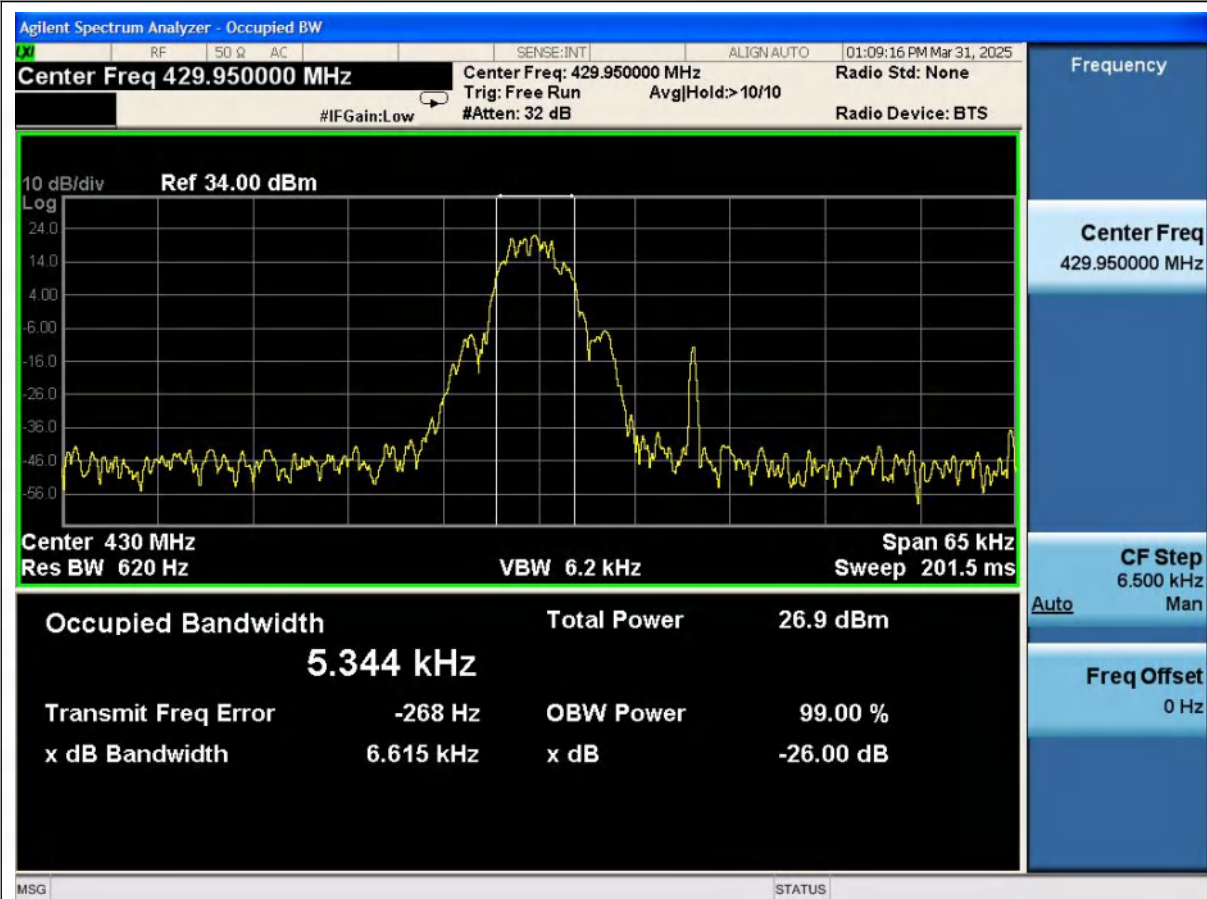 Agilent Spectrum Analyzer - Occupied BW
LXI RF 50 Ω AC SENSE:INT ALIGN AUTO 01:09:16 PM Mar 31, 2025
Center Freq 429.950000 MHz
Center Freq: 429.950000 MHz
Radio Std: None
Trig: Free Run Avg|Hold:>10/10
#IFGain:Low
#Atten: 32 dB
Radio Device: BTS
10 dB/div Ref 34.00 dBm
Log
24.0
14.0
4.00
-6.00
-16.0
-26.0
-36.0
-46.0
-56.0
Center 430 MHz Span 65 kHz
Res BW 620 Hz VBW 6.2 kHz Sweep 201.5 ms
Occupied Bandwidth Total Power 26.9 dBm
5.344 kHz
Transmit Freq Error -268 Hz OBW Power 99.00 %
x dB Bandwidth 6.615 kHz x dB -26.00 dB
MSG STATUS
Frequency
Center Freq
429.950000 MHz
CF Step
6.500 kHz
Auto Man
Freq Offset
0 Hz